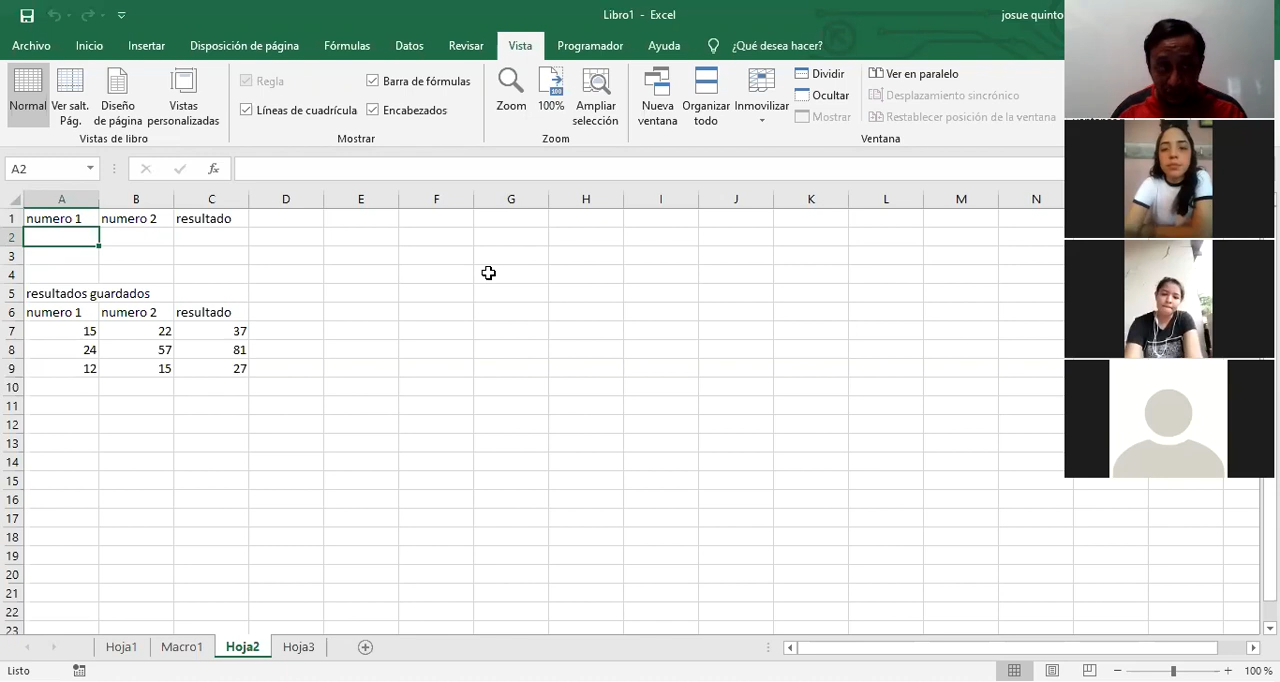 Libro1 - Excel
josue quinto
Archivo Inicio Insertar Disposición de página Fórmulas Datos Revisar Vista Programador Ayuda ¿Qué desea hacer?
Normal
Ver salt. Pág.
Diseño de página
Vistas personalizadas
Vistas de libro
Regla
Barra de fórmulas
Líneas de cuadrícula
Encabezados
Mostrar
Zoom
100%
Ampliar selección
Zoom
Nueva ventana
Organizar todo
Inmovilizar
Dividir
Ocultar
Mostrar
Ver en paralelo
Desplazamiento sincrónico
Restablecer posición de la ventana
Ventana
A2
fx
A B C D E F G H I J K L M N
1 numero 1 numero 2 resultado
2
3
4
5 resultados guardados
6 numero 1 numero 2 resultado
7 15 22 37
8 24 57 81
9 12 15 27
10
11
12
13
14
15
16
17
18
19
20
21
22
23
Hoja1 Macro1 Hoja2 Hoja3
Listo
100 %